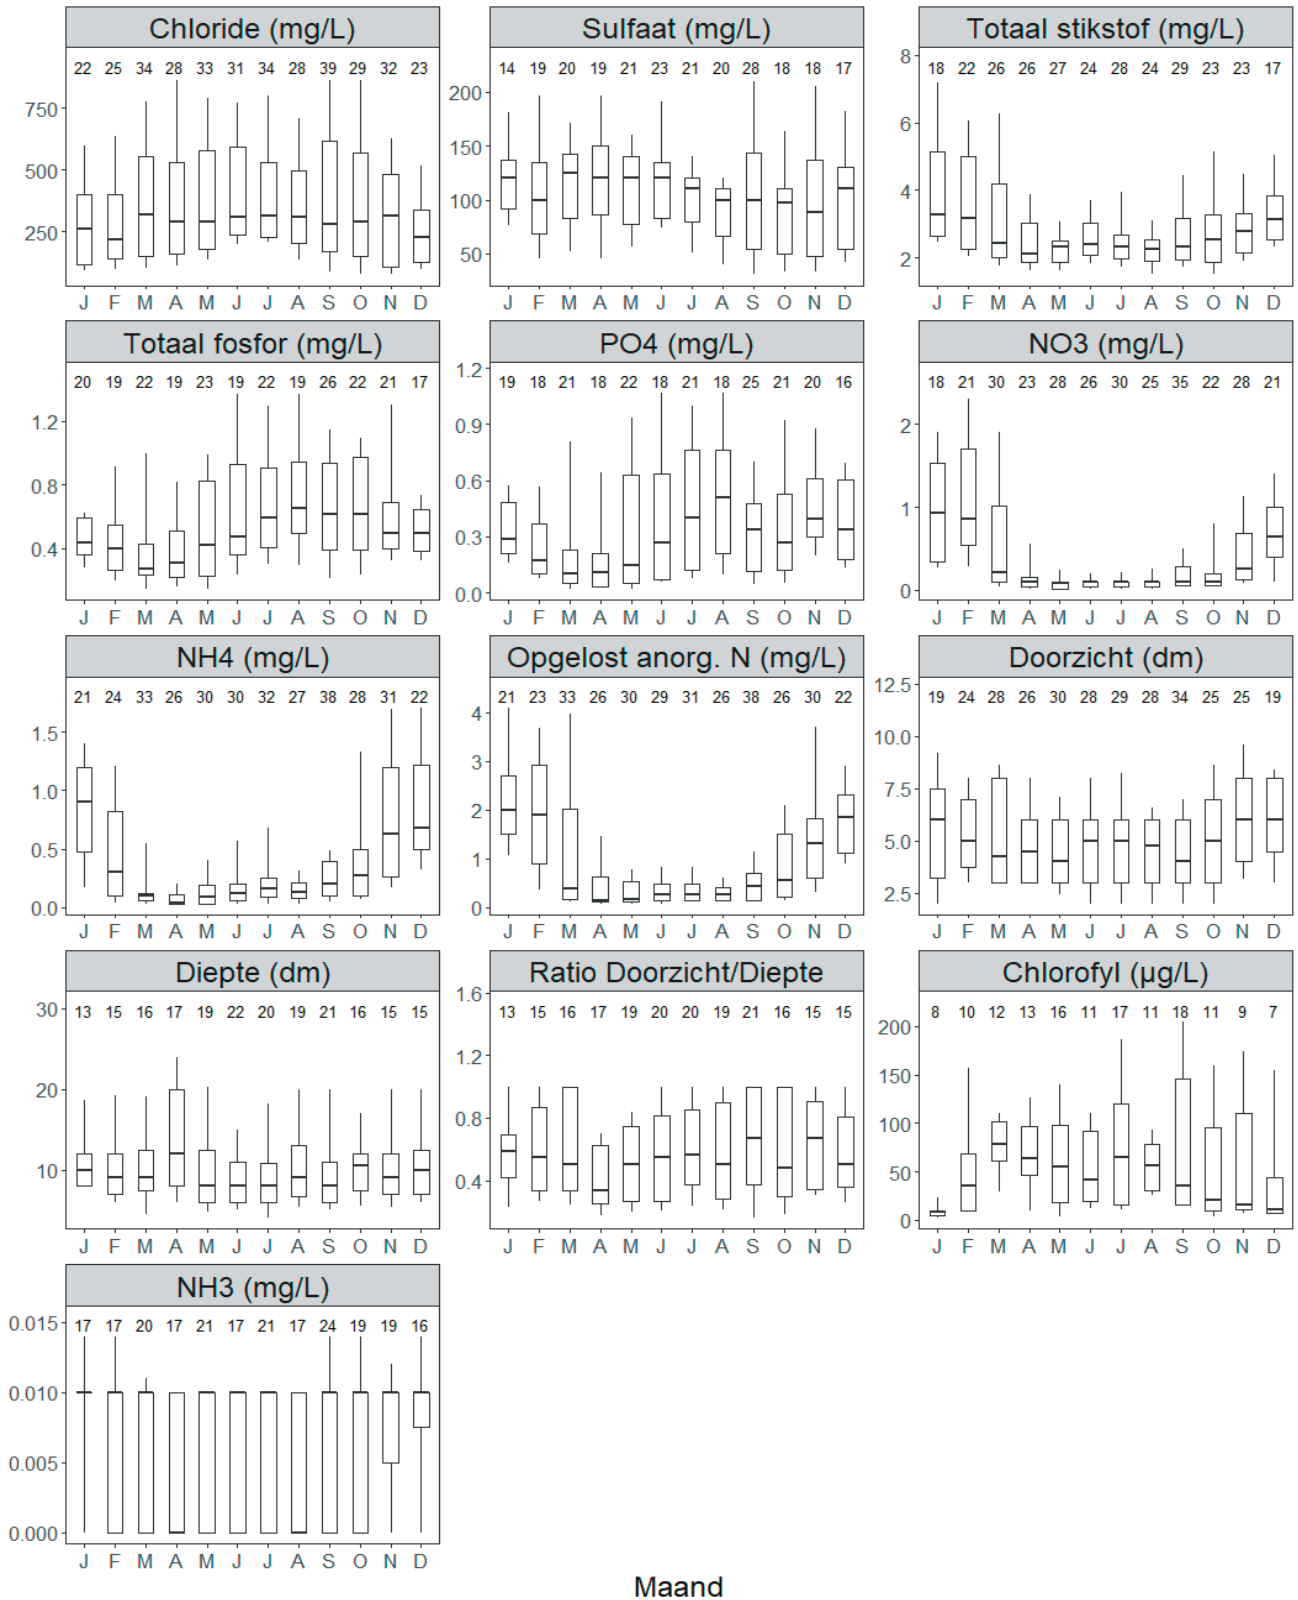 Chloride (mg/L) Sulfaat (mg/L) Totaal stikstof (mg/L)
22 25 34 28 33 31 34 28 39 29 32 23
750
500
250
J F M A M J J A S O N D
14 19 20 19 21 23 21 20 28 18 18 17
200
150
100
50
J F M A M J J A S O N D
18 22 26 26 27 24 28 24 29 23 23 17
8
6
4
2
J F M A M J J A S O N D
Totaal fosfor (mg/L) PO4 (mg/L) NO3 (mg/L)
20 19 22 19 23 19 22 19 26 22 21 17
1.2
0.8
0.4
J F M A M J J A S O N D
19 18 21 18 22 18 21 18 25 21 20 16
1.2
0.9
0.6
0.3
0.0
J F M A M J J A S O N D
18 21 30 23 28 26 30 25 35 22 28 21
2
1
0
J F M A M J J A S O N D
NH4 (mg/L) Opgelost anorg. N (mg/L) Doorzicht (dm)
21 24 33 26 30 30 32 27 38 28 31 22
1.5
1.0
0.5
0.0
J F M A M J J A S O N D
21 23 33 26 30 29 31 26 38 26 30 22
4
3
2
1
0
J F M A M J J A S O N D
12.5
19 24 28 26 30 28 29 28 34 25 25 19
10.0
7.5
5.0
2.5
J F M A M J J A S O N D
Diepte (dm) Ratio Doorzicht/Diepte Chlorofyl (µg/L)
30
13 15 16 17 19 22 20 19 21 16 15 15
20
10
J F M A M J J A S O N D
1.6
13 15 16 17 19 20 20 19 21 16 15 15
1.2
0.8
0.4
J F M A M J J A S O N D
8 10 12 13 16 11 17 11 18 11 9 7
200
150
100
50
0
J F M A M J J A S O N D
NH3 (mg/L)
0.015
17 17 20 17 21 17 21 17 24 19 19 16
0.010
0.005
0.000
J F M A M J J A S O N D
Maand